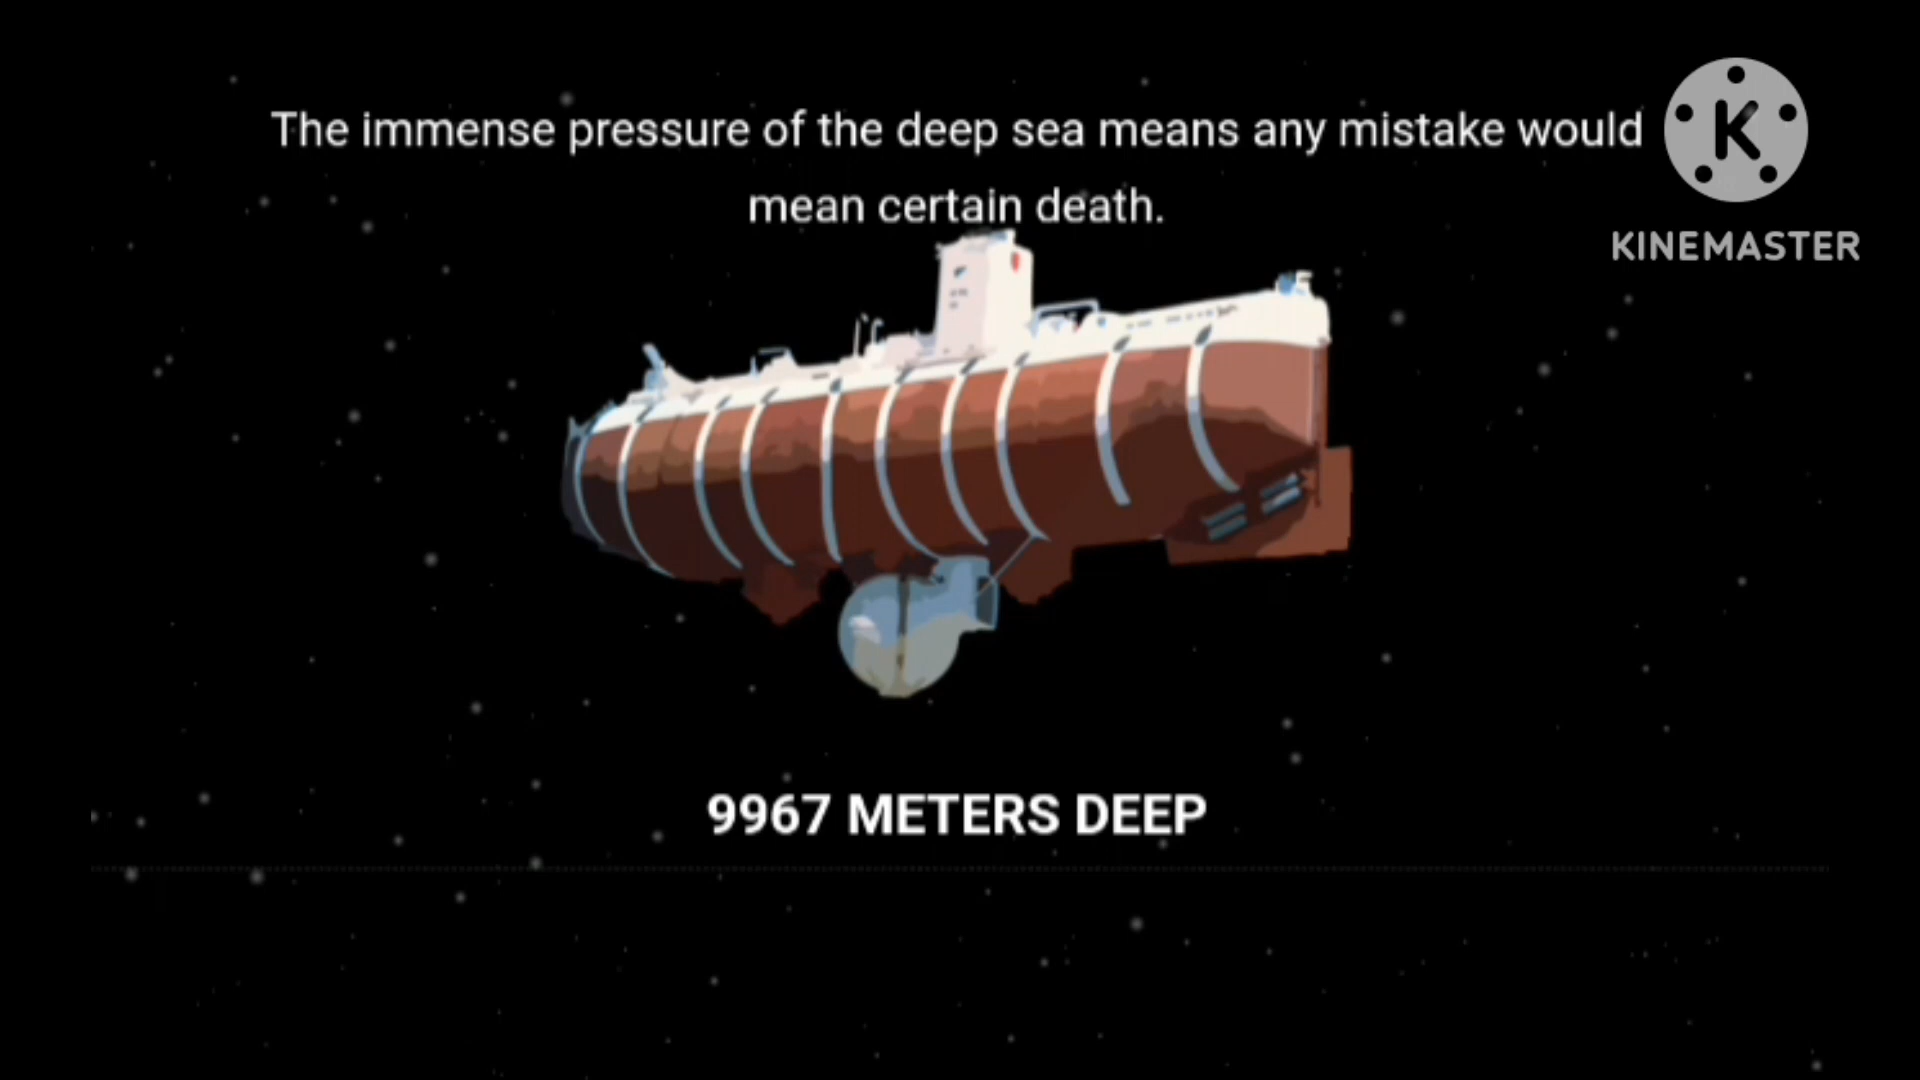 The immense pressure of the deep sea means any mistake would
mean certain death.
K
KINEMASTER
9967 METERS DEEP